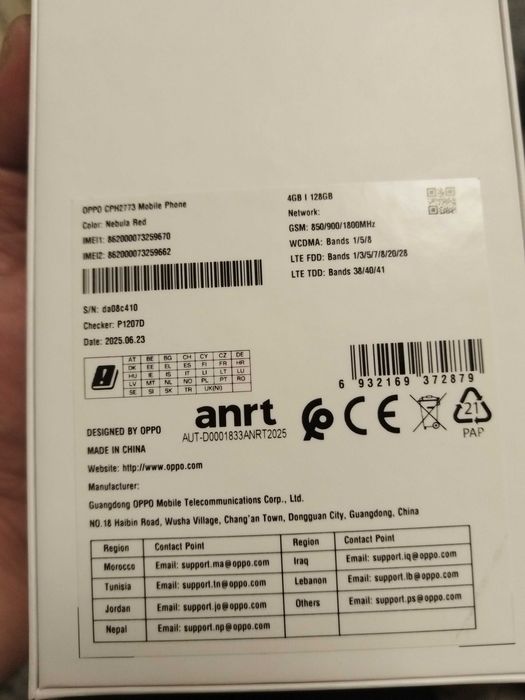 OPPO CPH2773 Mobile Phone
Color: Nebula Red
IMEI1: 862000073259670
IMEI2: 862000073259662
4GB | 128GB
Network:
GSM: 850/900/1800MHz
WCDMA: Bands 1/5/8
LTE FDD: Bands 1/3/5/7/8/20/28
LTE TDD: Bands 38/40/41
S/N: da08c410
Checker: P1207D
Date: 2025.06.23
AT BE BG CH CY CZ DE
DK EE EL ES FI FR HR
HU IE IS IT LI LT LU
LV MT NL NO PL PT RO
SE SI SK TR UK(NI)
6 932169 372879
DESIGNED BY OPPO
MADE IN CHINA
anrt
AUT-D0001833ANRT2025
CE
21
PAP
Website: http://www.oppo.com
Manufacturer:
Guangdong OPPO Mobile Telecommunications Corp., Ltd.
NO.18 Haibin Road, Wusha Village, Chang'an Town, Dongguan City, Guangdong, China
Region Contact Point Region Contact Point
Morocco Email: support.ma@oppo.com Iraq Email: support.iq@oppo.com
Tunisia Email: support.tn@oppo.com Lebanon Email: support.lb@oppo.com
Jordan Email: support.jo@oppo.com Others Email: support.ps@oppo.com
Nepal Email: support.np@oppo.com